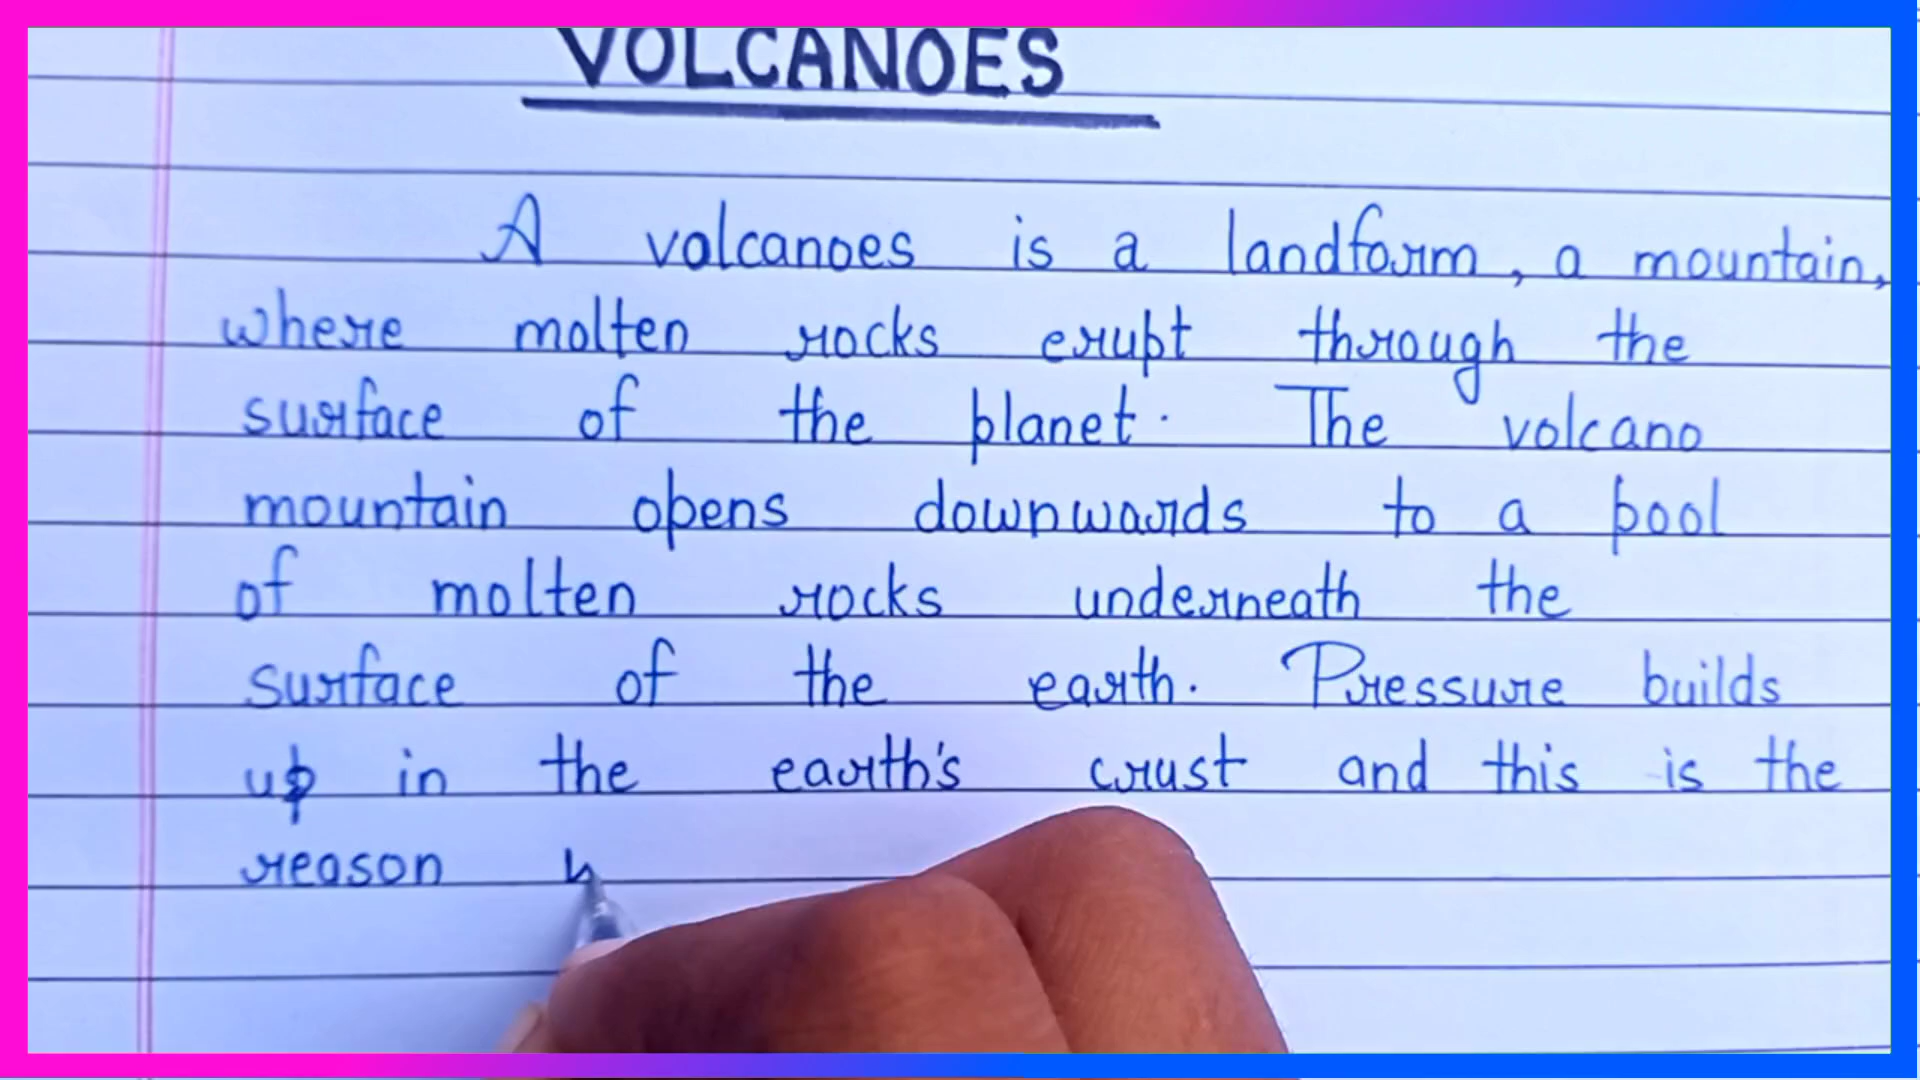 VOLCANOES
A volcanoes is a landform, a mountain,
where molten rocks erupt through the
surface of the planet. The volcano
mountain opens downwards to a pool
of molten rocks underneath the
surface of the earth. Pressure builds
up in the earth's crust and this is the
reason